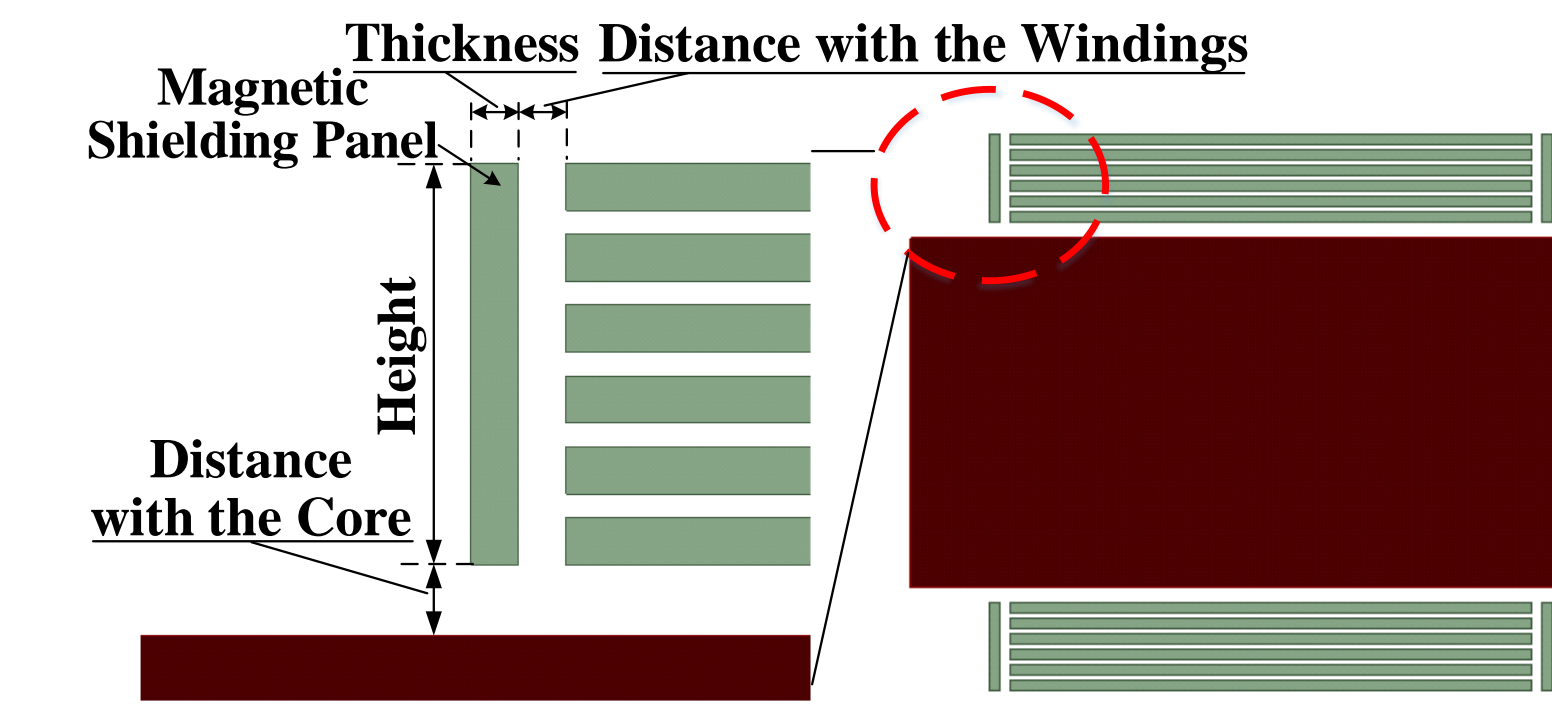 Thickness
Distance with the Windings
Magnetic
Shielding Panel
Height
Distance
with the Core